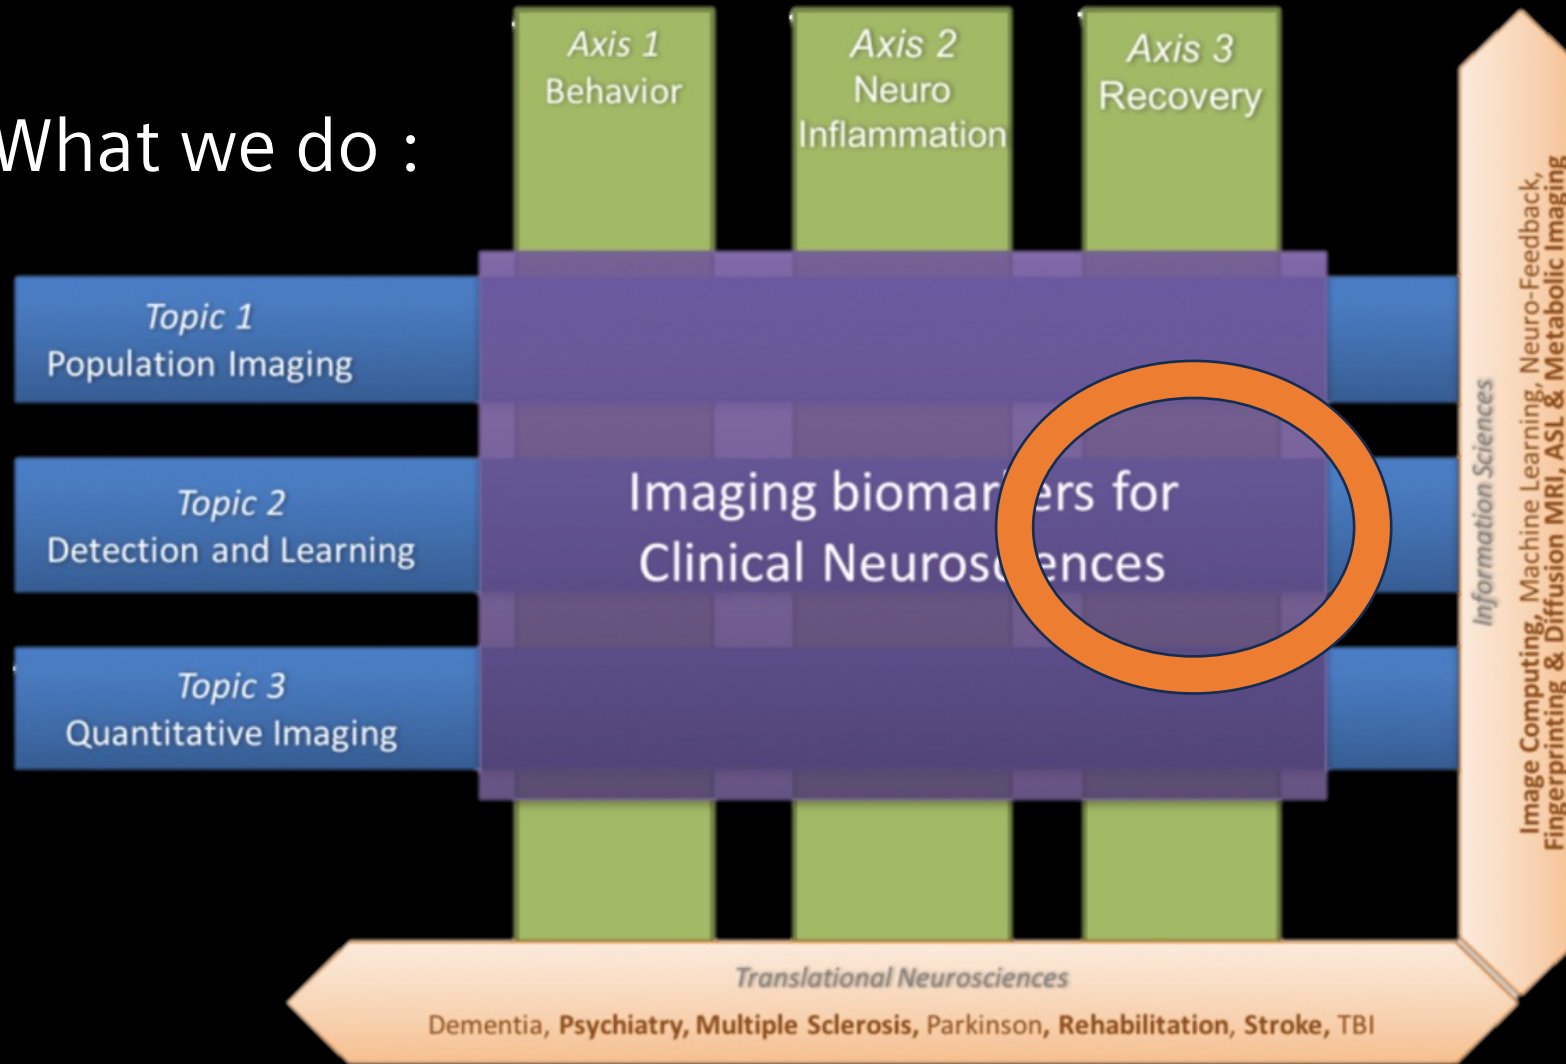 What we do :
Axis 1
Behavior
Axis 2
Neuro
Inflammation
Axis 3
Recovery
Topic 1
Population Imaging
Topic 2
Detection and Learning
Topic 3
Quantitative Imaging
Imaging biomarkers for
Clinical Neurosciences
Information Sciences
Image Computing, Machine Learning, Neuro-Feedback,
Fingerprinting & Diffusion MRI, ASL & Metabolic Imaging
Translational Neurosciences
Dementia, Psychiatry, Multiple Sclerosis, Parkinson, Rehabilitation, Stroke, TBI